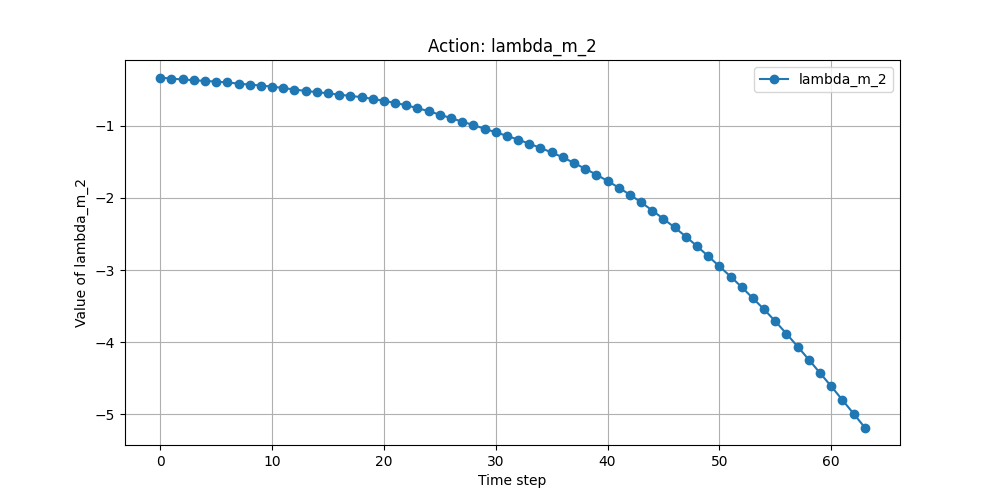 Action: lambda_m_2
lambda_m_2
Value of lambda_m_2
−1
−2
−3
−4
−5
0 10 20 30 40 50 60
Time step